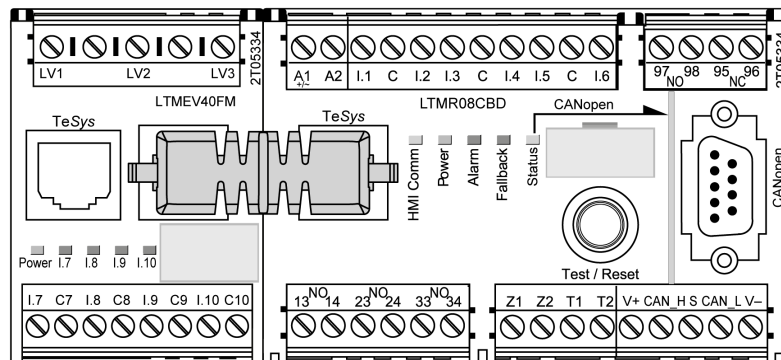 LV1 LV2 LV3
2T05334
A1 A2 I.1 C I.2 I.3 C I.4 I.5 C I.6
+/~
97 98 95 96
NO NC
2T05334
LTMEV40FM
LTMR08CBD
CANopen
TeSys
TeSys
HMI Comm
Power
Alarm
Fallback
Status
CANopen
Power I.7 I.8 I.9 I.10
Test / Reset
I.7 C7 I.8 C8 I.9 C9 I.10 C10
NO NO NO
13 14 23 24 33 34
Z1 Z2 T1 T2 V+ CAN_H S CAN_L V–